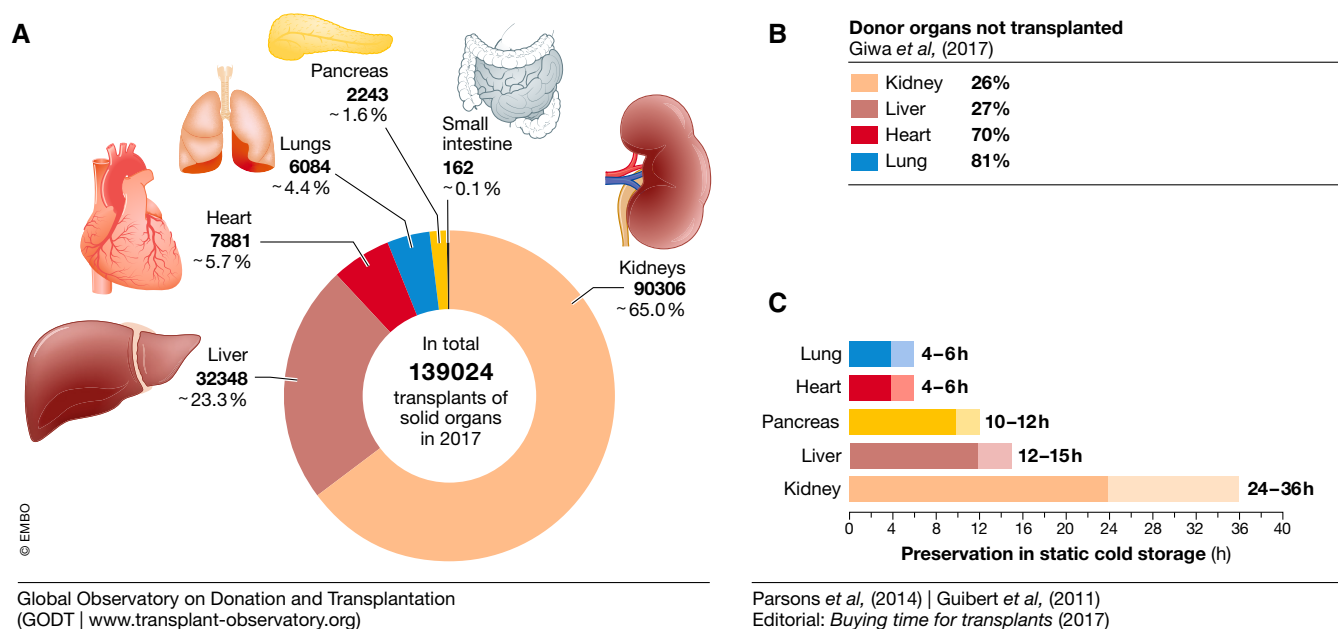 A
Pancreas
2243
~1.6 %
Small
intestine
162
~0.1 %
Lungs
6084
~4.4 %
Heart
7881
~5.7 %
Kidneys
90306
~65.0 %
Liver
32348
~23.3 %
In total
139024
transplants of
solid organs
in 2017
© EMBO
Global Observatory on Donation and Transplantation
(GODT | www.transplant-observatory.org)
B
Donor organs not transplanted
Giwa et al, (2017)
Kidney 26%
Liver 27%
Heart 70%
Lung 81%
C
Lung 4–6h
Heart 4–6h
Pancreas 10–12h
Liver 12–15h
Kidney 24–36h
0 4 8 12 16 20 24 28 32 36 40
Preservation in static cold storage (h)
Parsons et al, (2014) | Guibert et al, (2011)
Editorial: Buying time for transplants (2017)